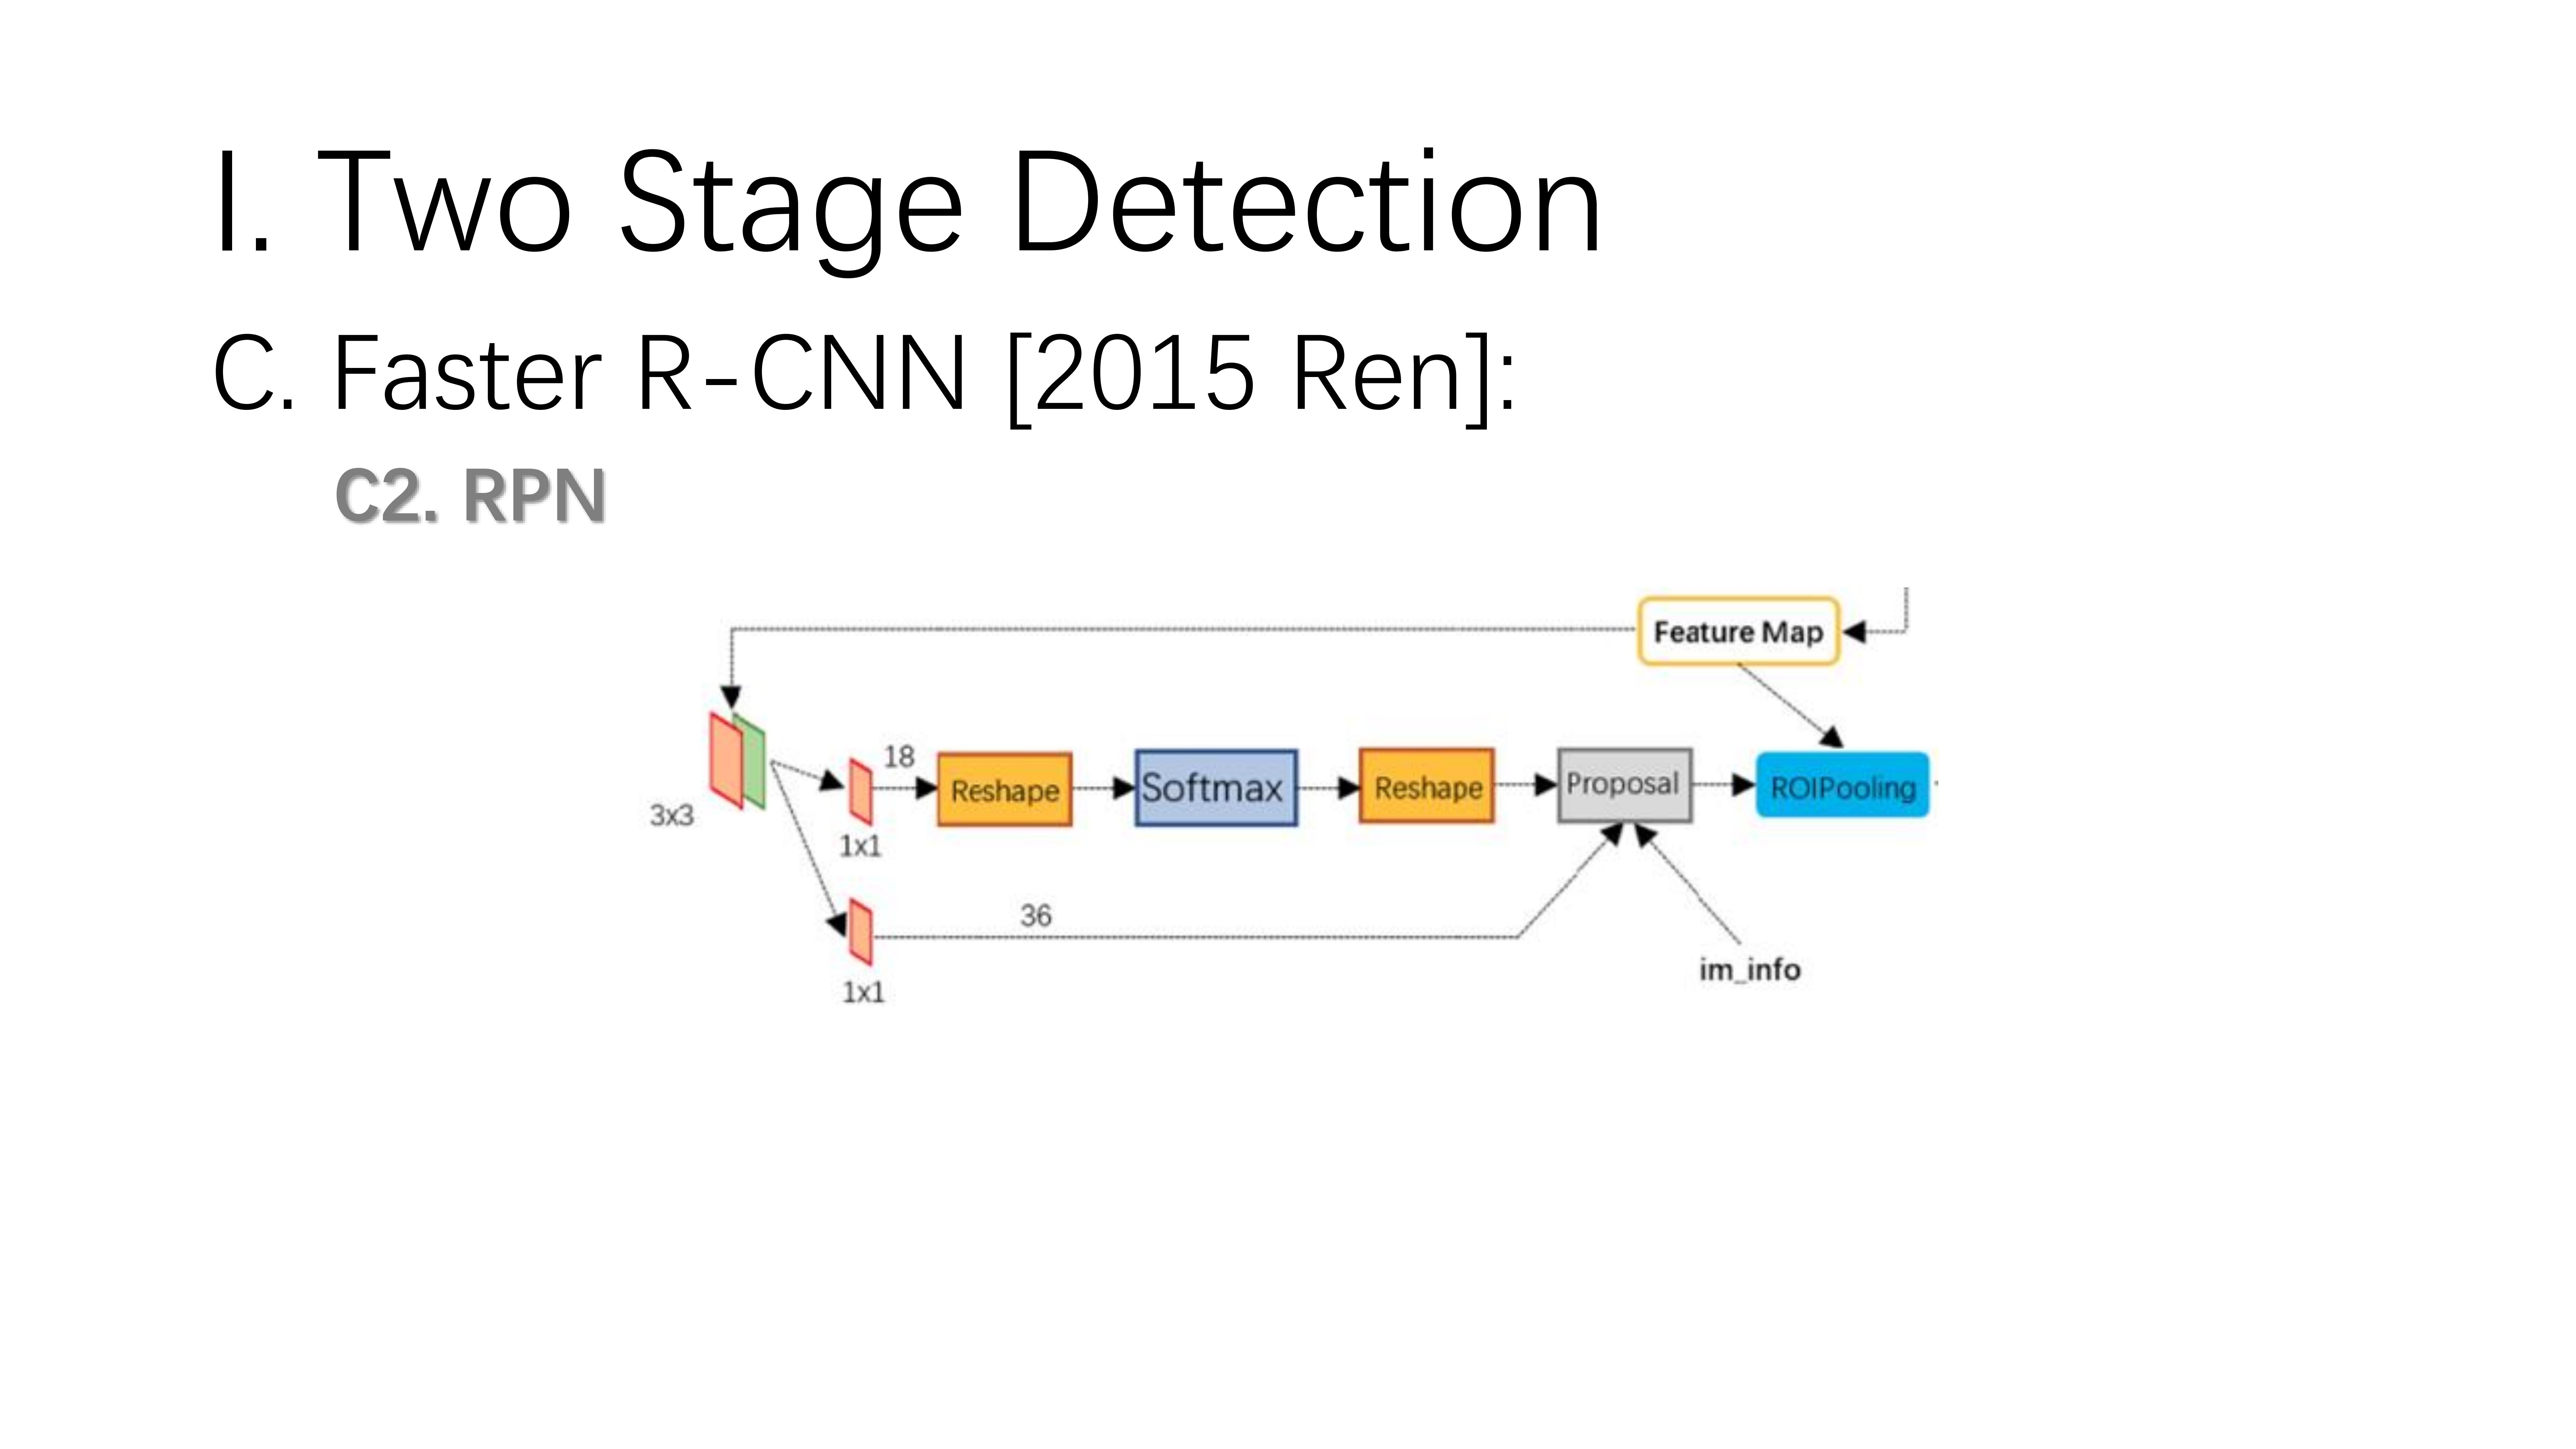 I. Two Stage Detection
C. Faster R-CNN [2015 Ren]:
C2. RPN
Feature Map
3x3
18
1x1
Reshape
Softmax
Reshape
Proposal
ROIPooling
36
1x1
im_info